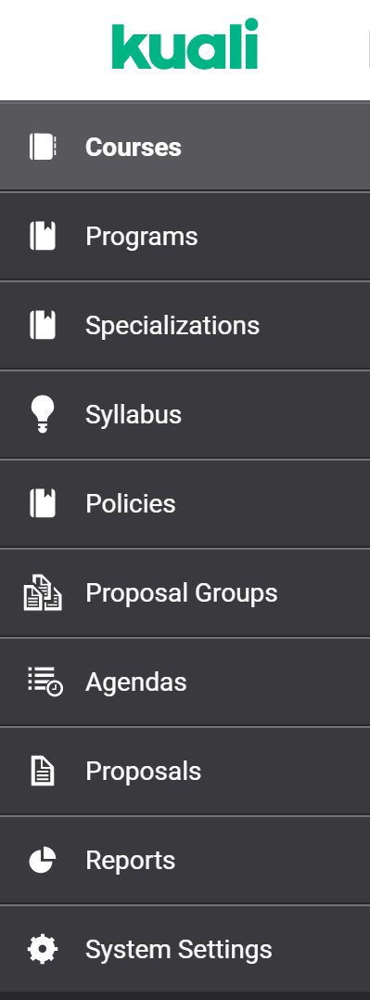 kuali
Courses
Programs
Specializations
Syllabus
Policies
Proposal Groups
Agendas
Proposals
Reports
System Settings